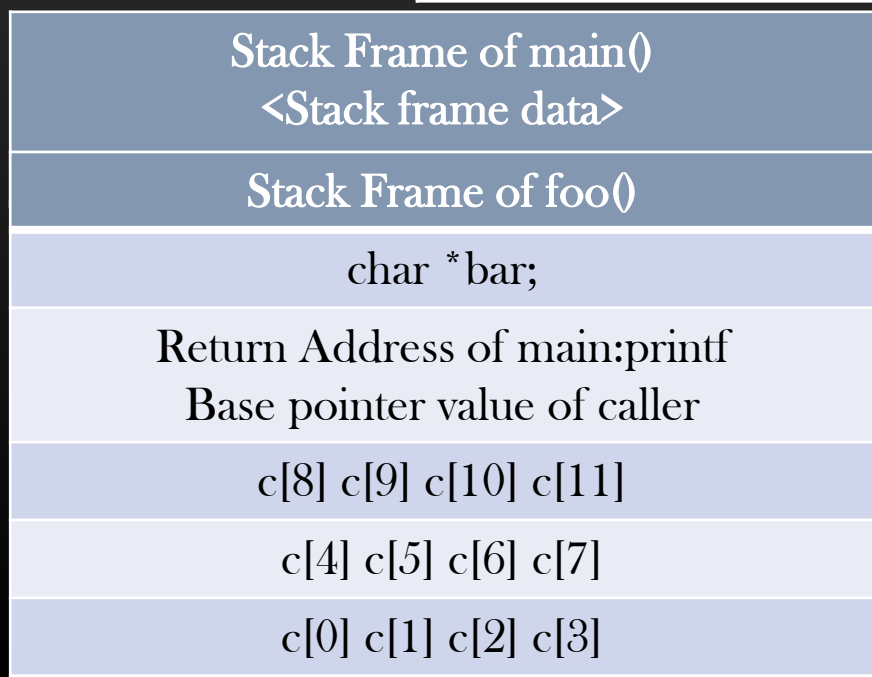 Stack Frame of main()
<Stack frame data>
Stack Frame of foo()
char *bar;
Return Address of main:printf
Base pointer value of caller
c[8] c[9] c[10] c[11]
c[4] c[5] c[6] c[7]
c[0] c[1] c[2] c[3]